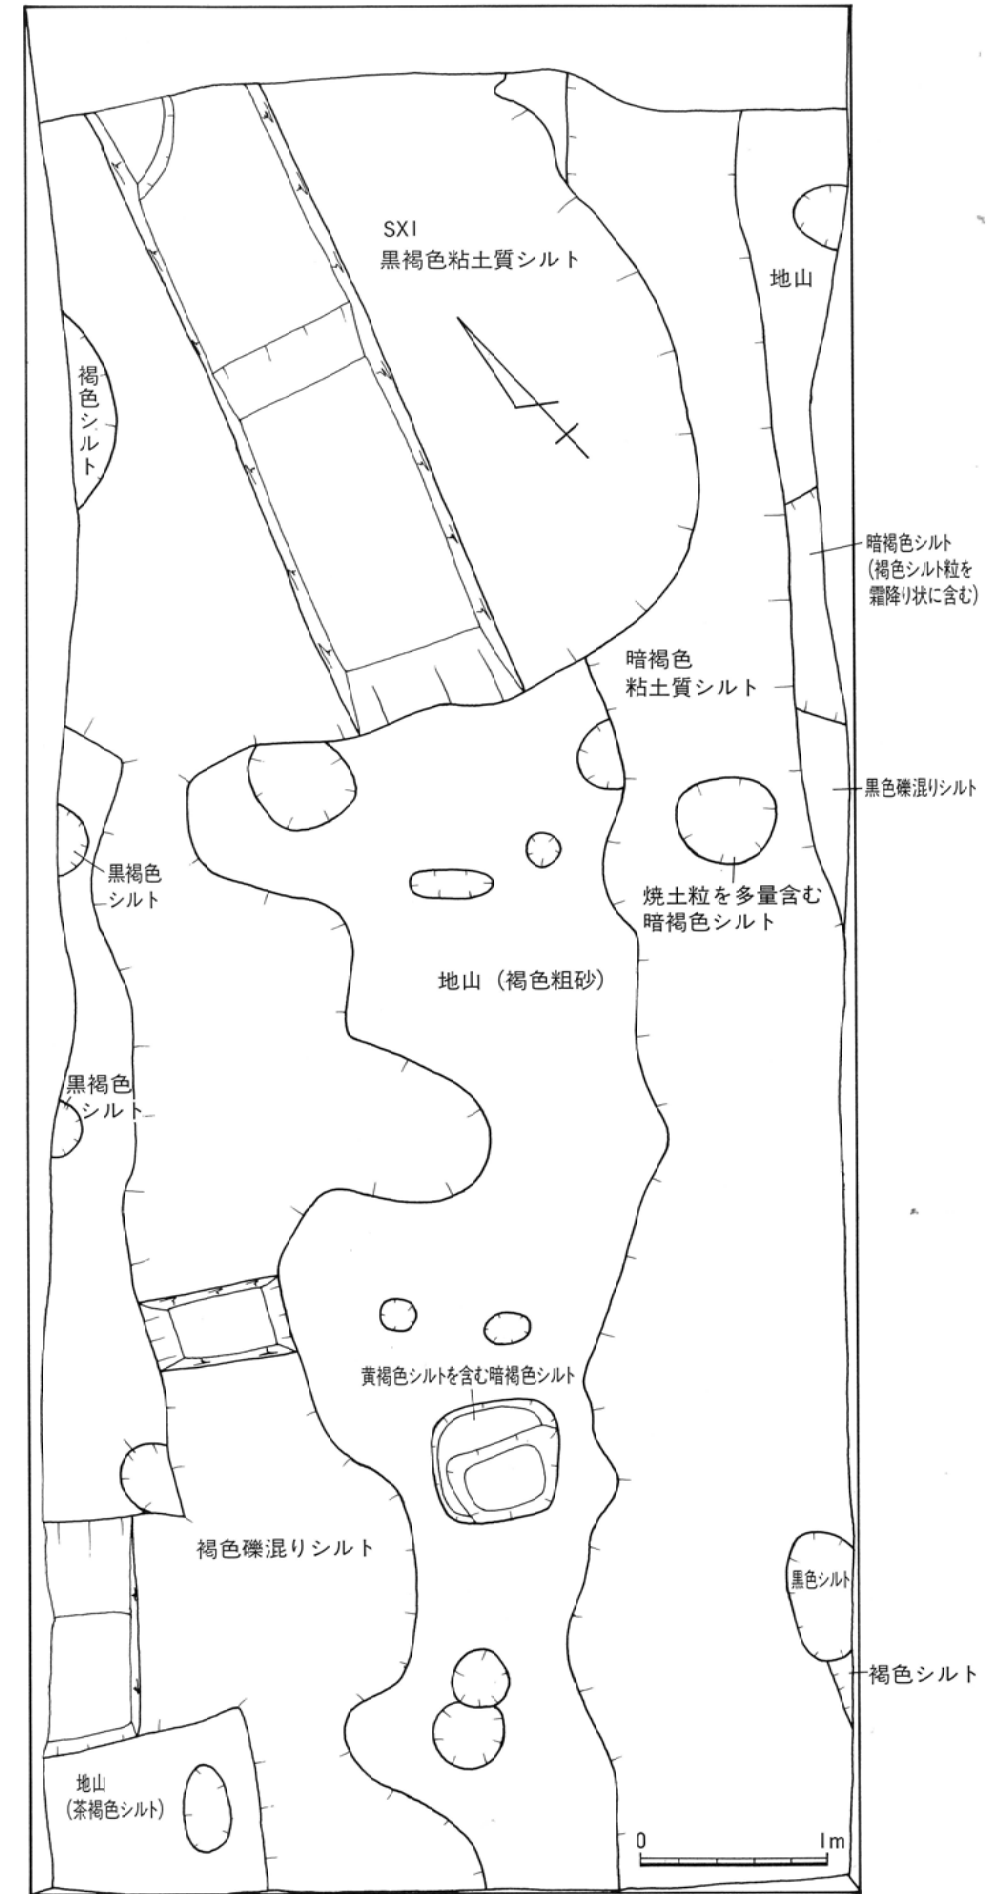 SX1
黒褐色粘土質シルト
地山
褐色シルト
暗褐色シルト
(褐色シルト粒を
霜降り状に含む)
暗褐色
粘土質シルト
黒色礫混りシルト
黒褐色
シルト
焼土粒を多量含む
暗褐色シルト
地山（褐色粗砂）
黒褐色
シルト
黄褐色シルトを含む暗褐色シルト
褐色礫混りシルト
黒色シルト
褐色シルト
地山
(茶褐色シルト)
0 1m